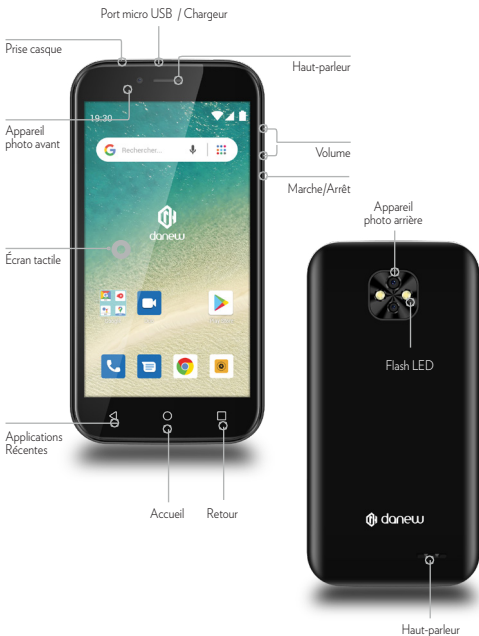 Port micro USB / Chargeur
Prise casque
Haut-parleur
Appareil
photo avant
19:30
Rechercher...
Volume
Marche/Arrêt
danew
Écran tactile
Appareil
photo arrière
Flash LED
Applications
Récentes
Accueil
Retour
danew
Haut-parleur